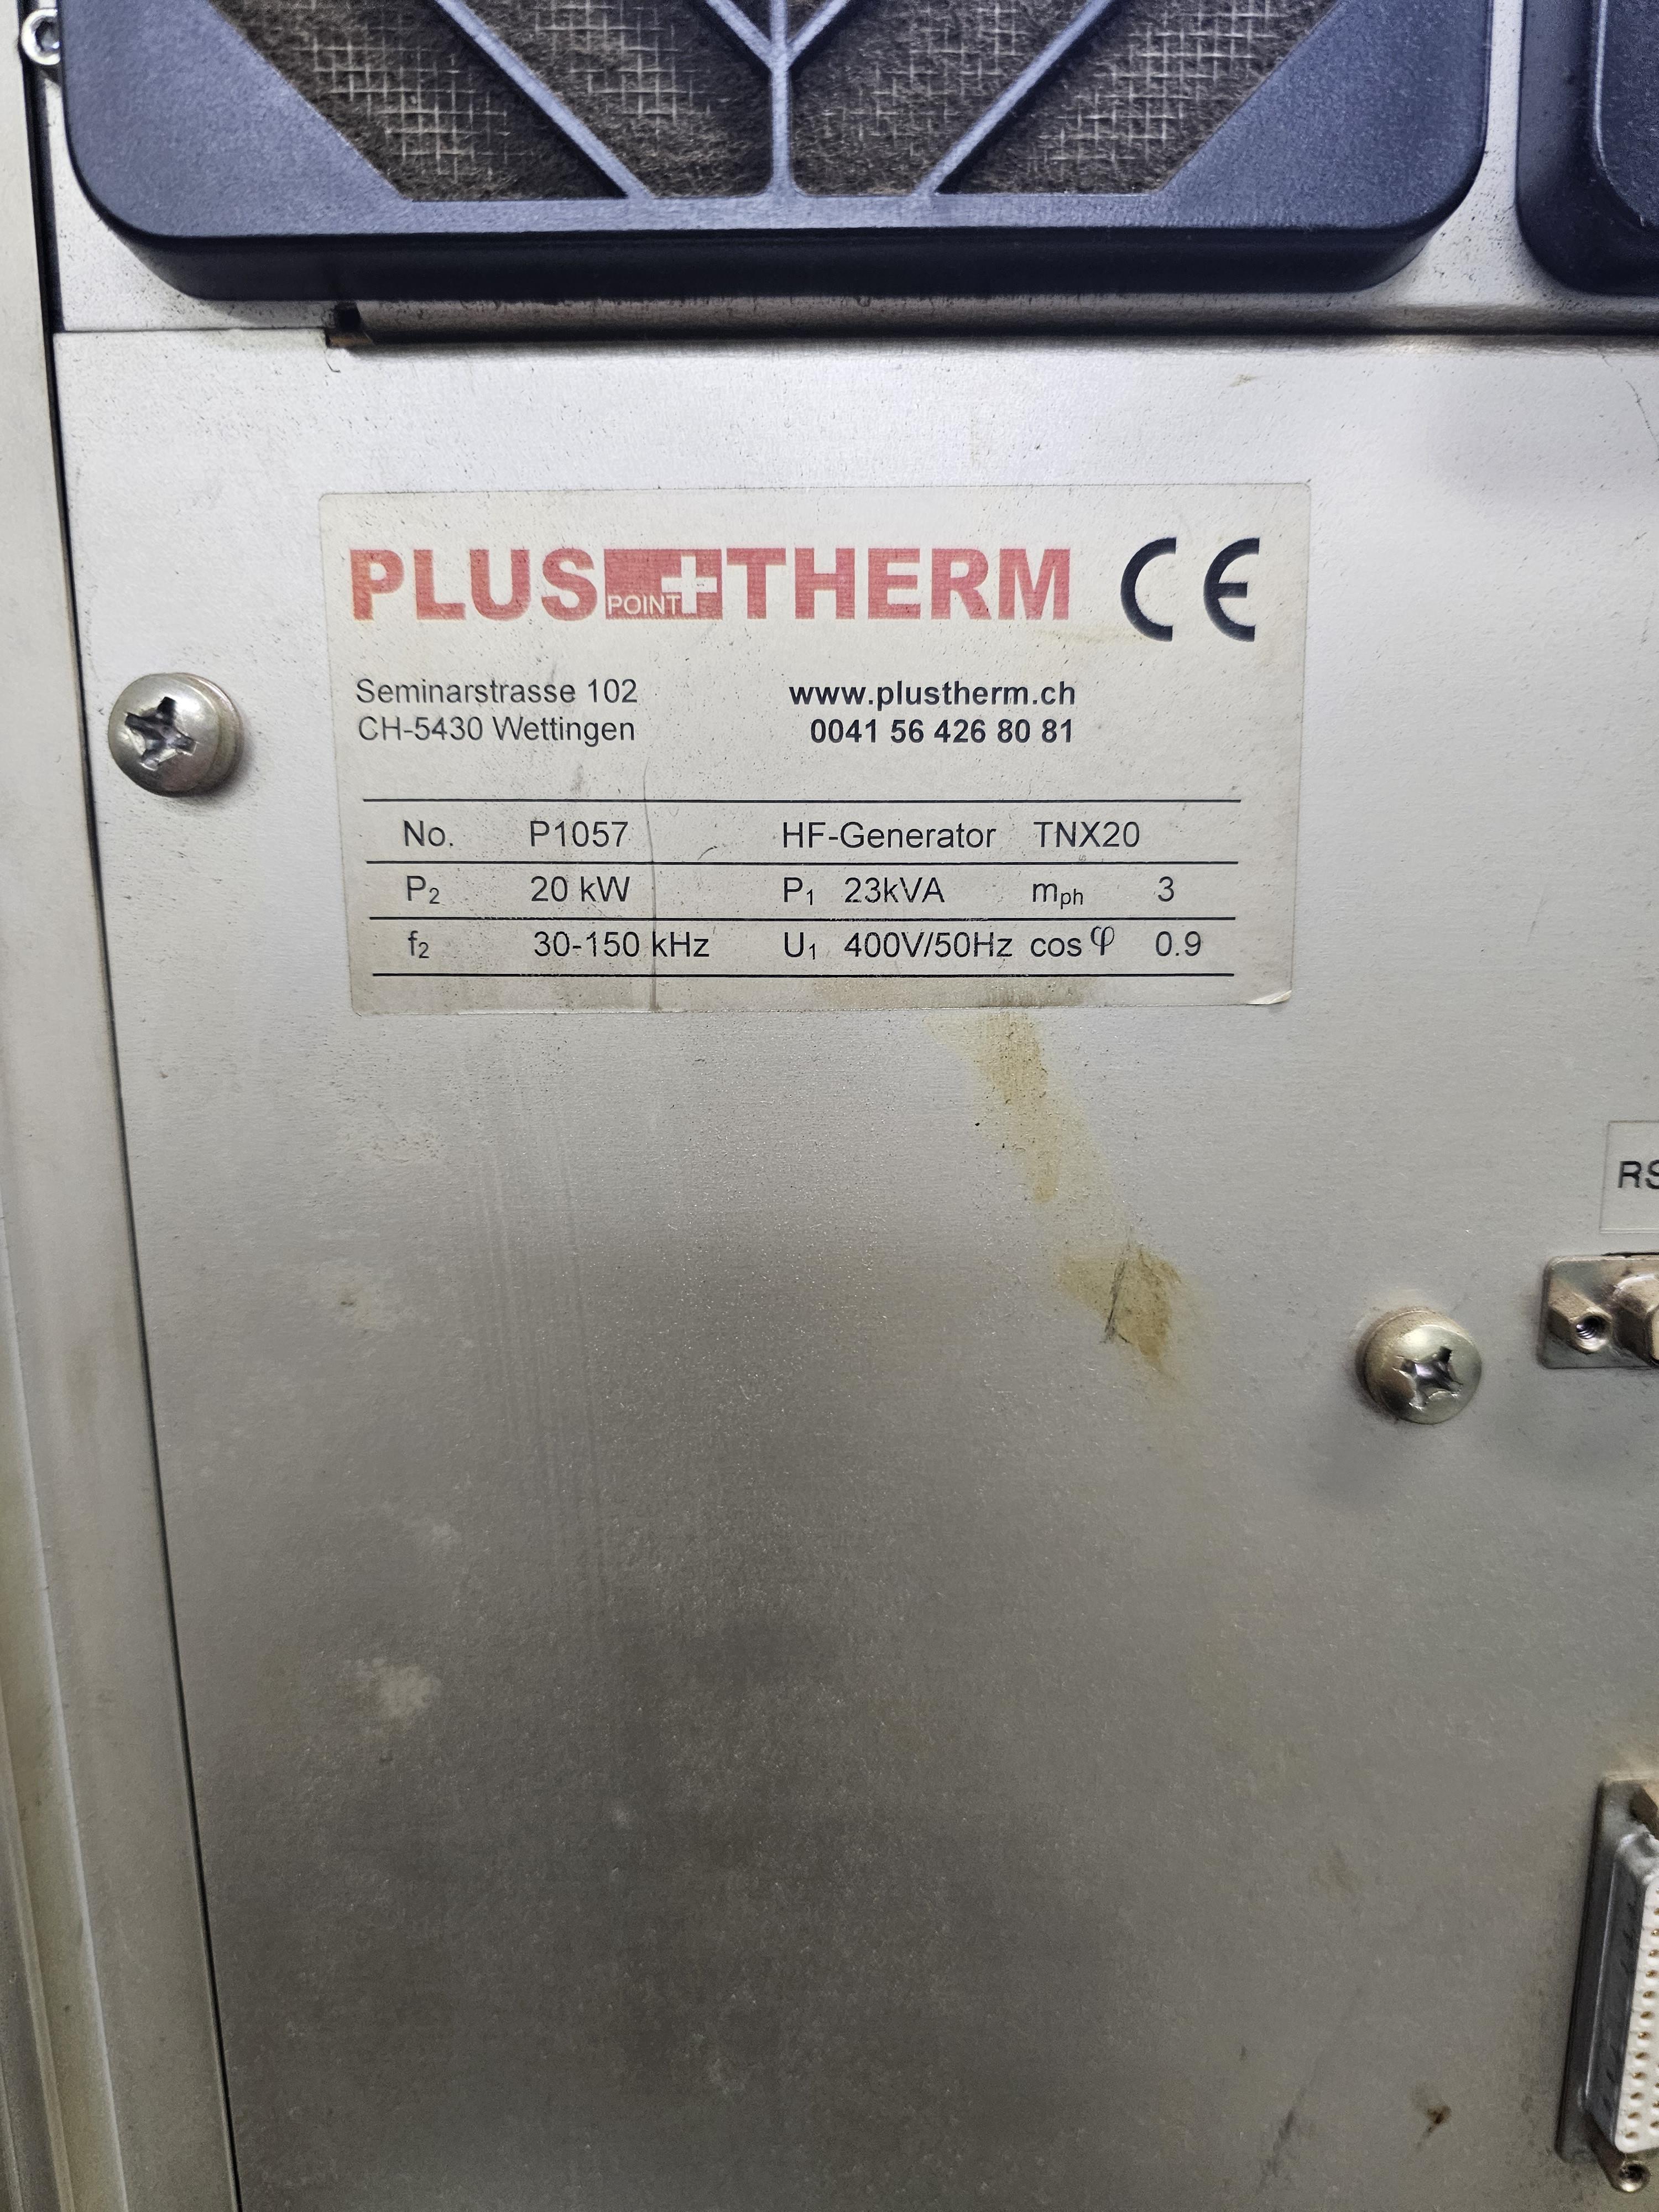 PLUS POINT THERM CE
Seminarstrasse 102 www.plustherm.ch
CH-5430 Wettingen 0041 56 426 80 81
No. P1057 HF-Generator TNX20
P₂ 20 kW P₁ 23kVA mph 3
f₂ 30-150 kHz U₁ 400V/50Hz cos φ 0.9
RS